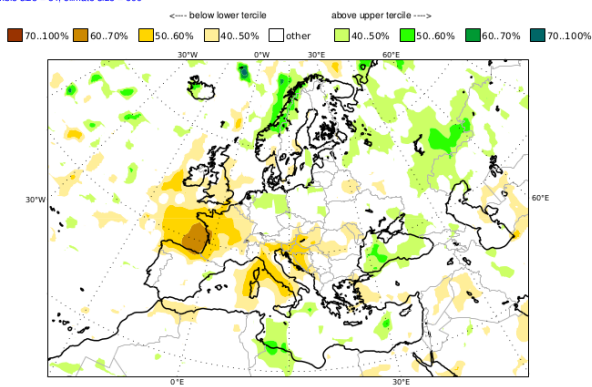 <---- below lower tercile above upper tercile ---->
70..100% 60..70% 50..60% 40..50% other 40..50% 50..60% 60..70% 70..100%
30°W 0°W 30°E 60°E
30°W 60°E
0°E 30°E